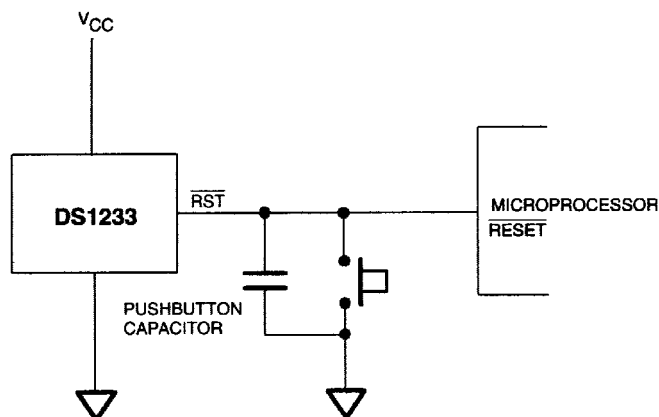 VCC
DS1233
RST
MICROPROCESSOR
RESET
PUSHBUTTON
CAPACITOR